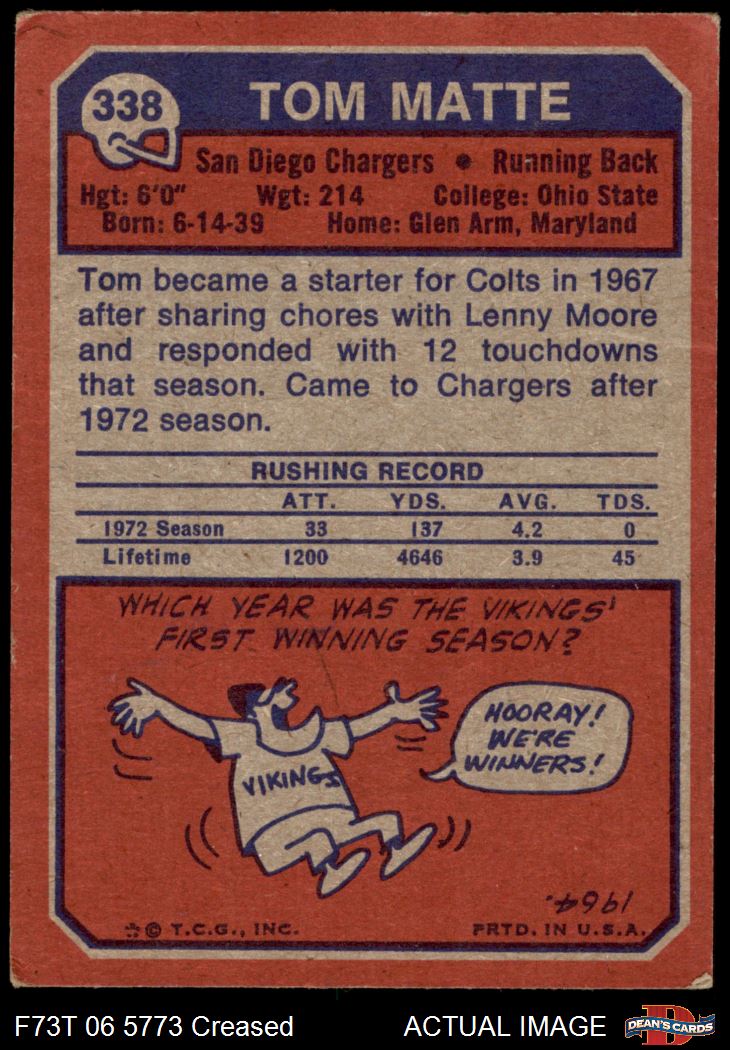 338
TOM MATTE
San Diego Chargers • Running Back
Hgt: 6'0" Wgt: 214 College: Ohio State
Born: 6-14-39 Home: Glen Arm, Maryland
Tom became a starter for Colts in 1967
after sharing chores with Lenny Moore
and responded with 12 touchdowns
that season. Came to Chargers after
1972 season.
RUSHING RECORD
ATT. YDS. AVG. TDS.
1972 Season 33 137 4.2 0
Lifetime 1200 4646 3.9 45
WHICH YEAR WAS THE VIKINGS'
FIRST WINNING SEASON?
HOORAY!
WE'RE
WINNERS!
VIKINGS
1964.
*© T.C.G., INC. PRTD. IN U.S.A.
F73T 06 5773 Creased ACTUAL IMAGE
D
DEAN'S CARDS